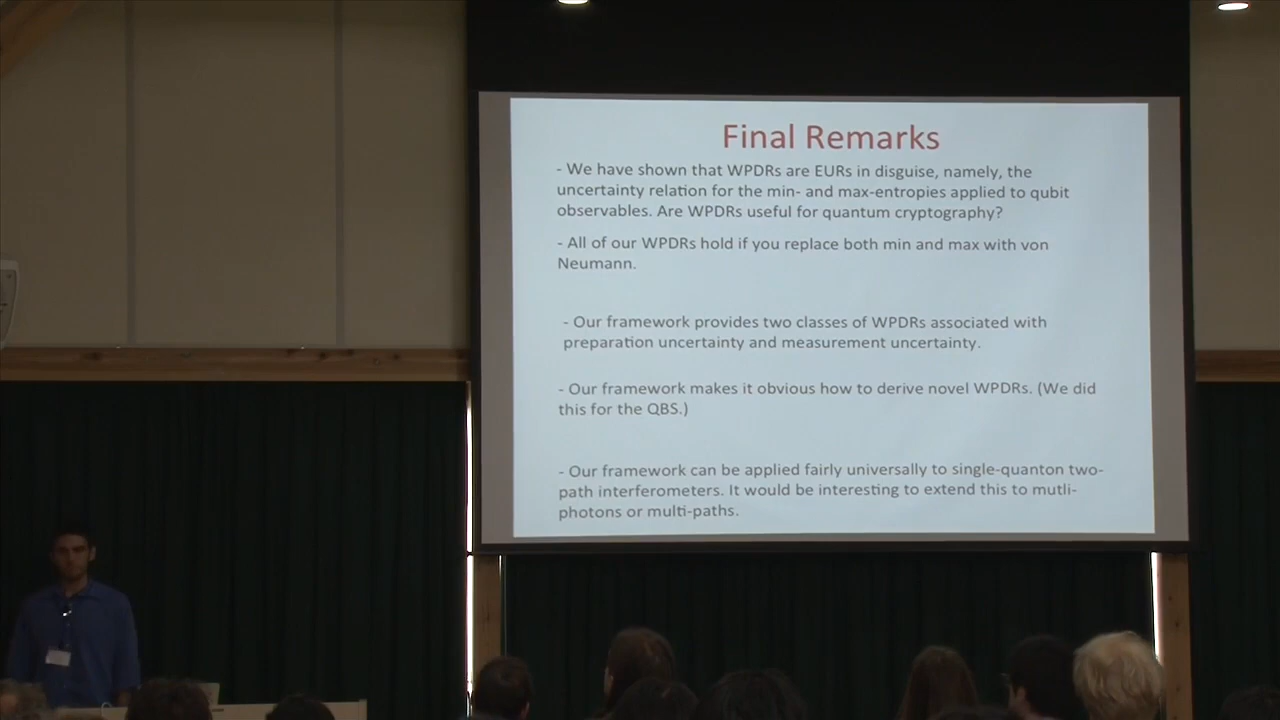 Final Remarks
- We have shown that WPDRs are EURs in disguise, namely, the
uncertainty relation for the min- and max-entropies applied to qubit
observables. Are WPDRs useful for quantum cryptography?
- All of our WPDRs hold if you replace both min and max with von
Neumann.
- Our framework provides two classes of WPDRs associated with
preparation uncertainty and measurement uncertainty.
- Our framework makes it obvious how to derive novel WPDRs. (We did
this for the QBS.)
- Our framework can be applied fairly universally to single-quanton two-
path interferometers. It would be interesting to extend this to mutli-
photons or multi-paths.